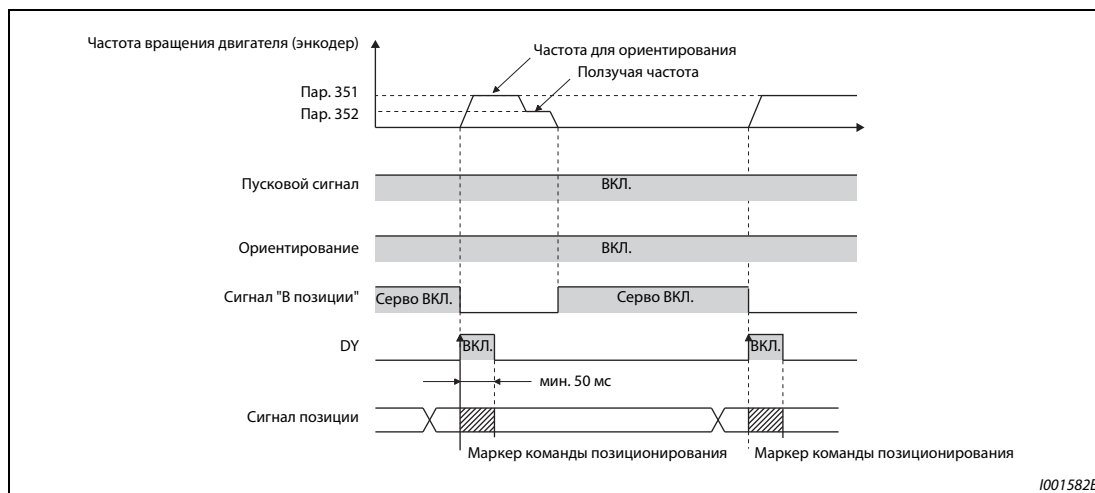 Частота вращения двигателя (энкодер)
Частота для ориентирования
Ползучая частота
Пар. 351
Пар. 352
Пусковой сигнал
ВКЛ.
Ориентирование
ВКЛ.
Сигнал "В позиции"
Серво ВКЛ.
Серво ВКЛ.
DY
ВКЛ.
ВКЛ.
мин. 50 мс
Сигнал позиции
Маркер команды позиционирования
Маркер команды позиционирования
I001582E